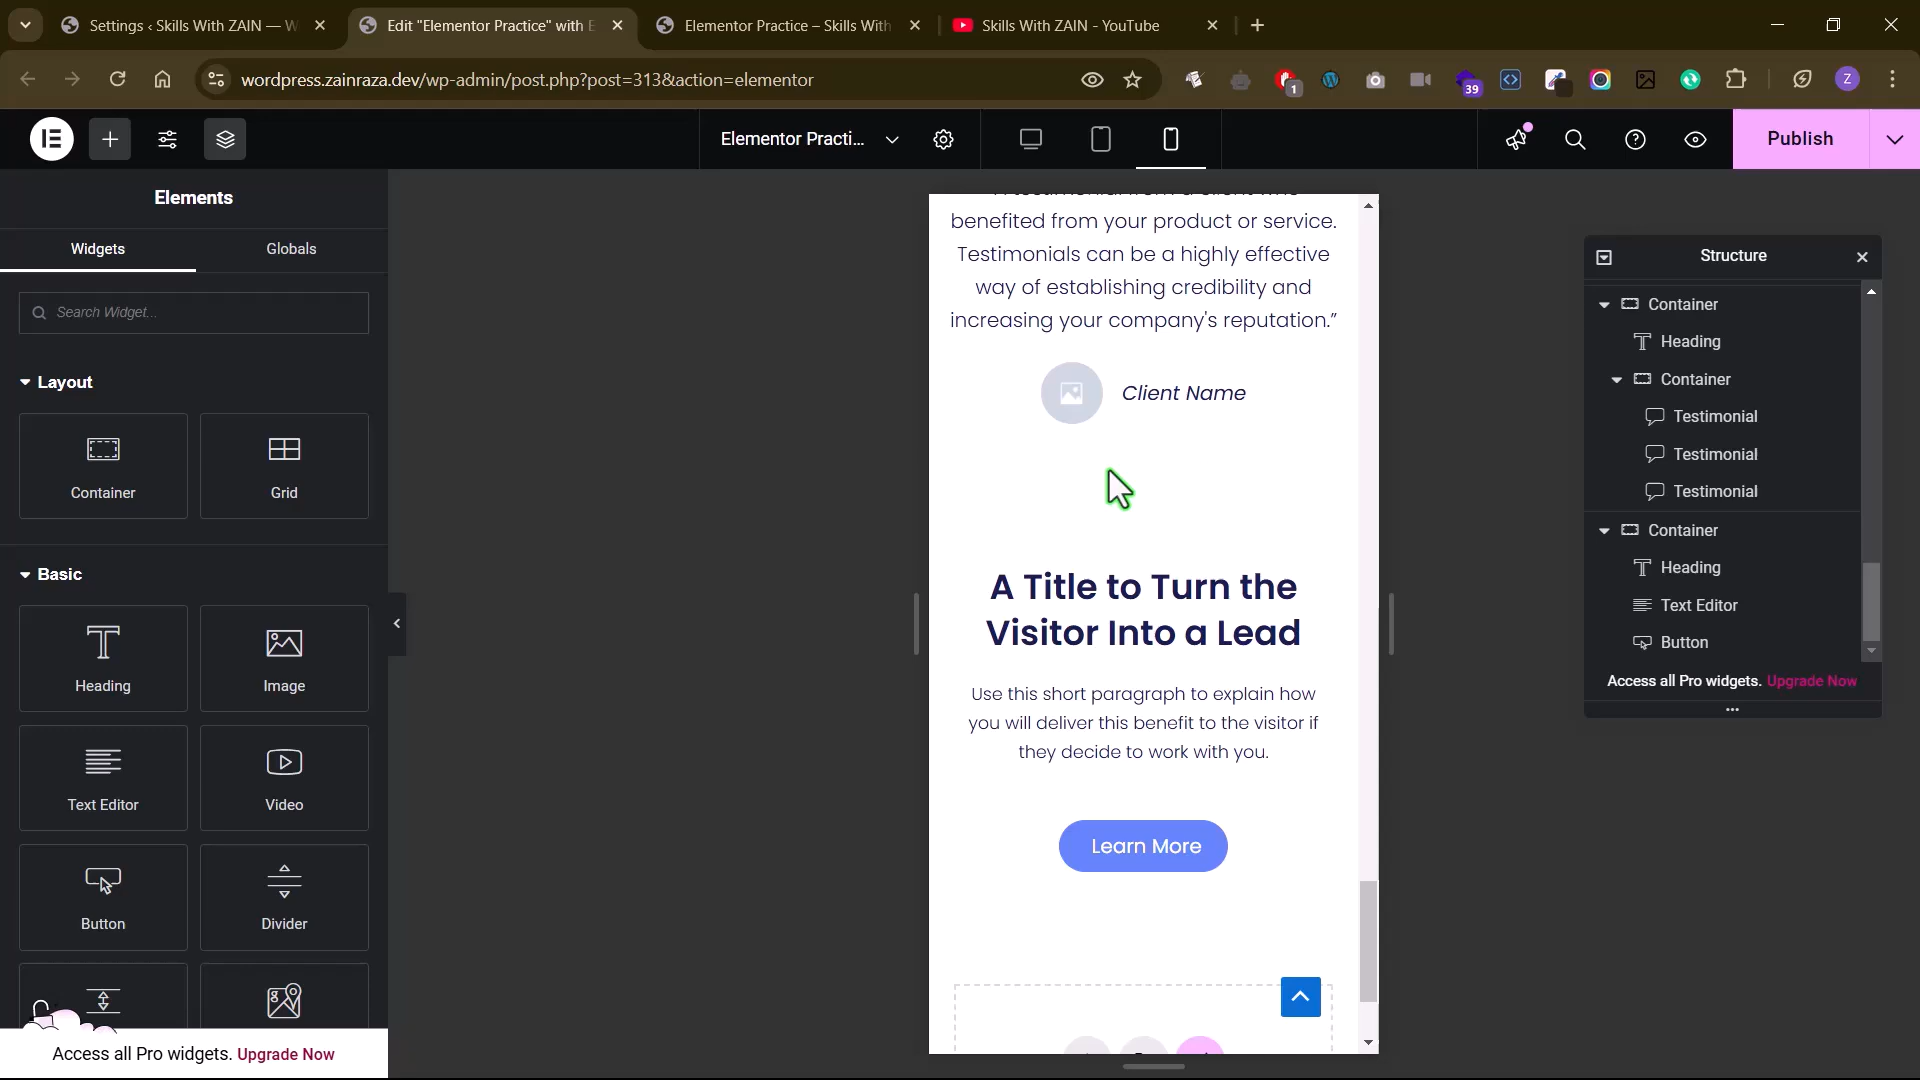 Settings ‹ Skills With ZAIN — W
Edit "Elementor Practice" with E
Elementor Practice – Skills With
Skills With ZAIN - YouTube
wordpress.zainraza.dev/wp-admin/post.php?post=313&action=elementor
1
39
Z
Elementor Practi...
Publish
Elements
Widgets
Globals
Search Widget...
Layout
Container
Grid
Basic
Heading
Image
Text Editor
Video
Button
Divider
Access all Pro widgets. Upgrade Now
benefited from your product or service.
Testimonials can be a highly effective
way of establishing credibility and
increasing your company's reputation.”
Client Name
A Title to Turn the
Visitor Into a Lead
Use this short paragraph to explain how
you will deliver this benefit to the visitor if
they decide to work with you.
Learn More
Structure
Container
Heading
Container
Testimonial
Testimonial
Testimonial
Container
Heading
Text Editor
Button
Access all Pro widgets. Upgrade Now